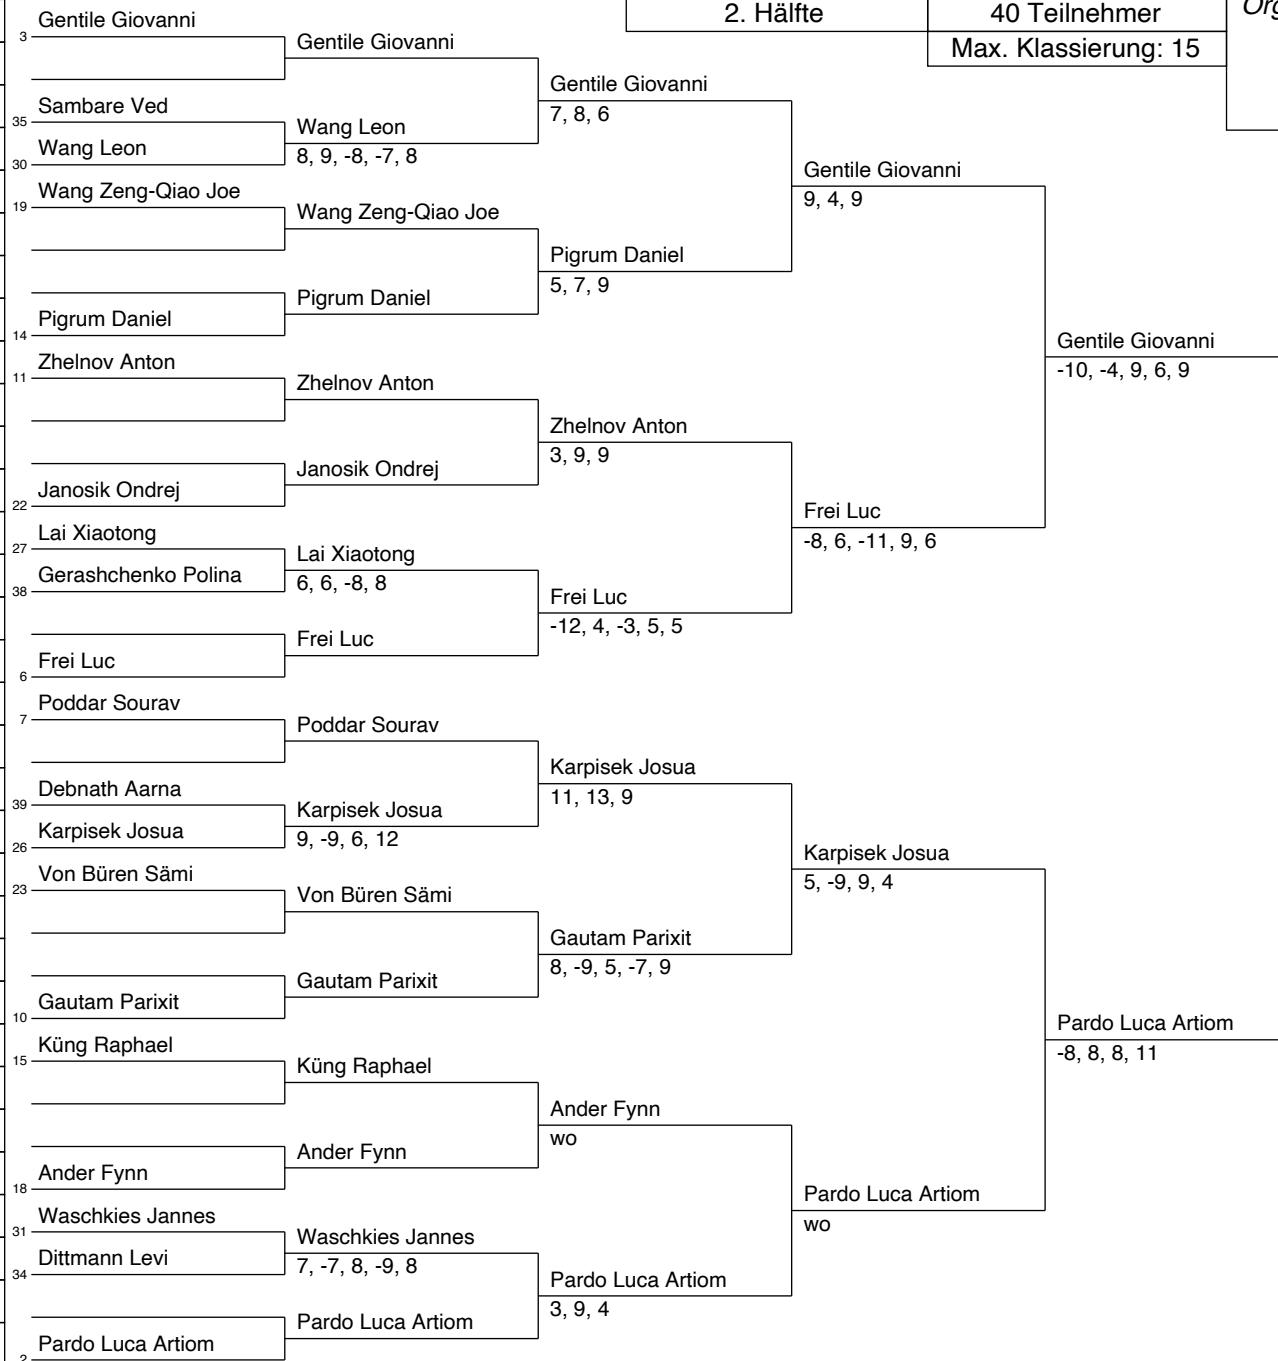 2. Hälfte
40 Teilnehmer
Org
Max. Klassierung: 15
Gentile Giovanni
3
Sambare Ved
35
Wang Leon
30
Wang Zeng-Qiao Joe
19
Pigrum Daniel
14
Zhelnov Anton
11
Janosik Ondrej
22
Lai Xiaotong
27
Gerashchenko Polina
38
Frei Luc
6
Poddar Sourav
7
Debnath Aarna
39
Karpisek Josua
26
Von Büren Sämi
23
Gautam Parixit
10
Küng Raphael
15
Ander Fynn
18
Waschkies Jannes
31
Dittmann Levi
34
Pardo Luca Artiom
2
Gentile Giovanni
Wang Leon
8, 9, -8, -7, 8
Wang Zeng-Qiao Joe
Pigrum Daniel
Zhelnov Anton
Janosik Ondrej
Lai Xiaotong
6, 6, -8, 8
Frei Luc
Poddar Sourav
Karpisek Josua
9, -9, 6, 12
Von Büren Sämi
Gautam Parixit
Küng Raphael
Ander Fynn
Waschkies Jannes
7, -7, 8, -9, 8
Pardo Luca Artiom
Gentile Giovanni
7, 8, 6
Pigrum Daniel
5, 7, 9
Zhelnov Anton
3, 9, 9
Frei Luc
-12, 4, -3, 5, 5
Karpisek Josua
11, 13, 9
Gautam Parixit
8, -9, 5, -7, 9
Ander Fynn
wo
Pardo Luca Artiom
3, 9, 4
Gentile Giovanni
9, 4, 9
Frei Luc
-8, 6, -11, 9, 6
Karpisek Josua
5, -9, 9, 4
Pardo Luca Artiom
wo
Gentile Giovanni
-10, -4, 9, 6, 9
Pardo Luca Artiom
-8, 8, 8, 11